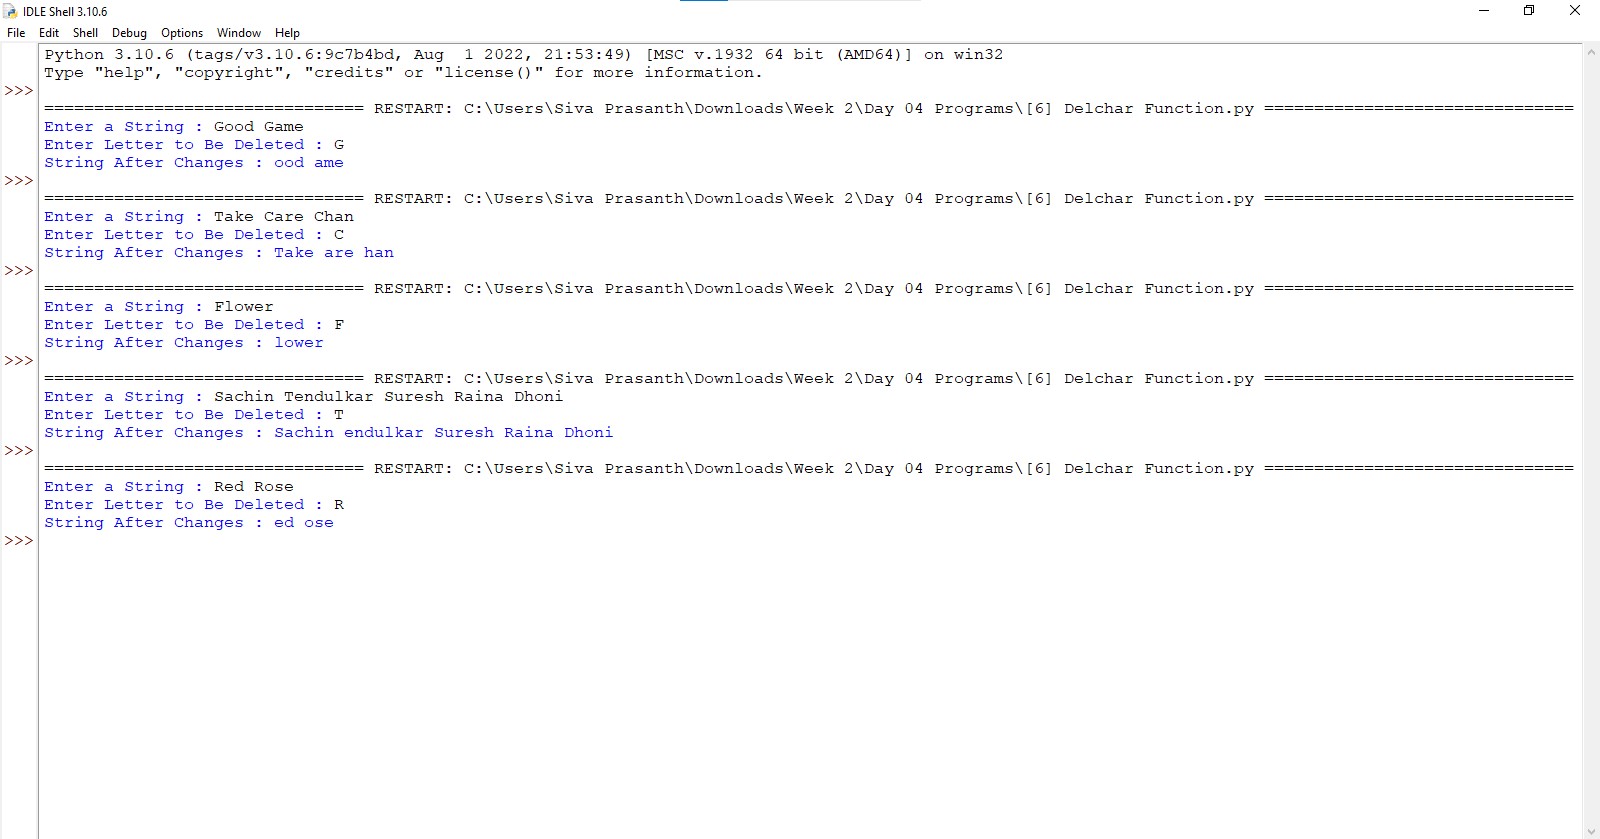 IDLE Shell 3.10.6
File Edit Shell Debug Options Window Help
Python 3.10.6 (tags/v3.10.6:9c7b4bd, Aug  1 2022, 21:53:49) [MSC v.1932 64 bit (AMD64)] on win32
Type "help", "copyright", "credits" or "license()" for more information.
>>>
================================ RESTART: C:\Users\Siva Prasanth\Downloads\Week 2\Day 04 Programs\[6] Delchar Function.py ===============================
Enter a String : Good Game
Enter Letter to Be Deleted : G
String After Changes : ood ame
>>>
================================ RESTART: C:\Users\Siva Prasanth\Downloads\Week 2\Day 04 Programs\[6] Delchar Function.py ===============================
Enter a String : Take Care Chan
Enter Letter to Be Deleted : C
String After Changes : Take are han
>>>
================================ RESTART: C:\Users\Siva Prasanth\Downloads\Week 2\Day 04 Programs\[6] Delchar Function.py ===============================
Enter a String : Flower
Enter Letter to Be Deleted : F
String After Changes : lower
>>>
================================ RESTART: C:\Users\Siva Prasanth\Downloads\Week 2\Day 04 Programs\[6] Delchar Function.py ===============================
Enter a String : Sachin Tendulkar Suresh Raina Dhoni
Enter Letter to Be Deleted : T
String After Changes : Sachin endulkar Suresh Raina Dhoni
>>>
================================ RESTART: C:\Users\Siva Prasanth\Downloads\Week 2\Day 04 Programs\[6] Delchar Function.py ===============================
Enter a String : Red Rose
Enter Letter to Be Deleted : R
String After Changes : ed ose
>>>